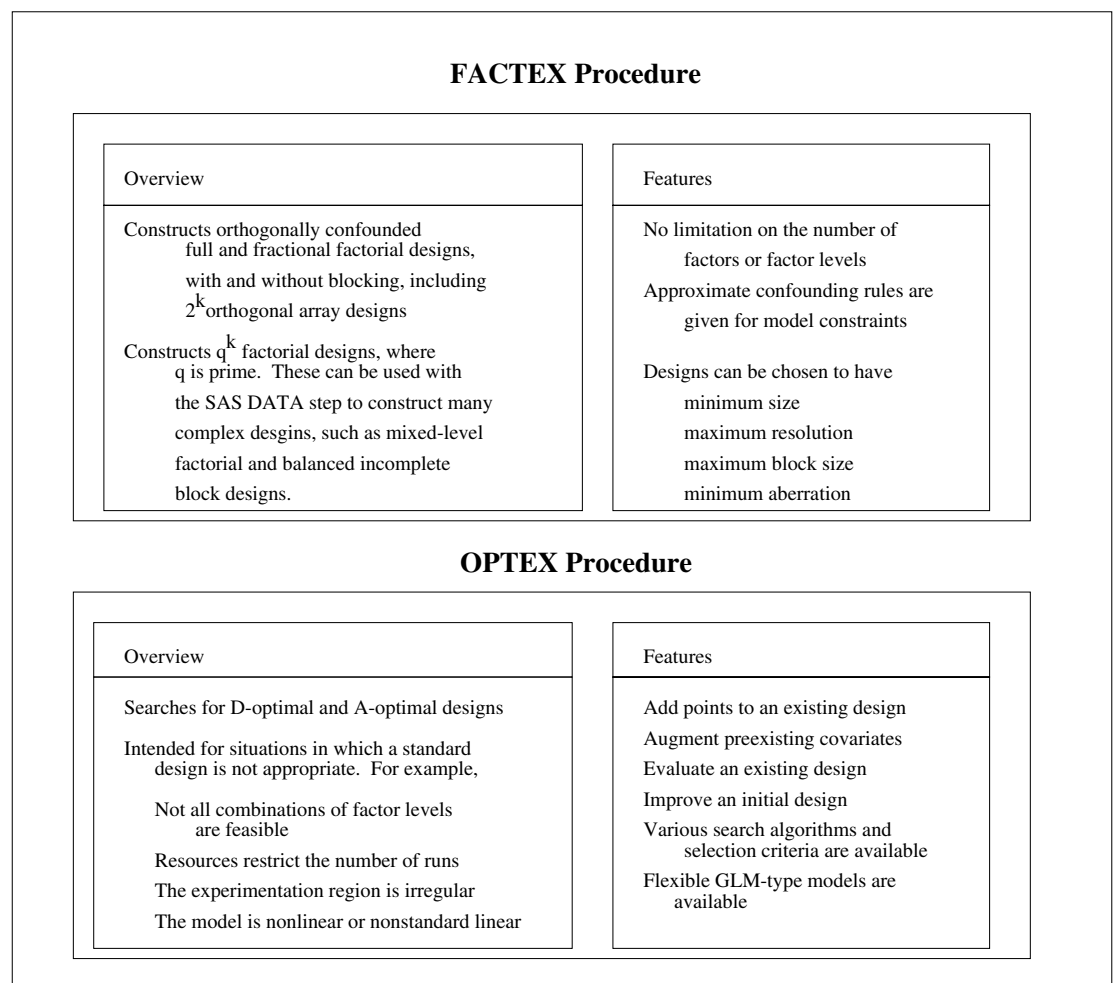 FACTEX Procedure
Overview
Constructs orthogonally confounded
full and fractional factorial designs,
with and without blocking, including
2^k orthogonal array designs
Constructs q^k factorial designs, where
q is prime. These can be used with
the SAS DATA step to construct many
complex desgins, such as mixed-level
factorial and balanced incomplete
block designs.
Features
No limitation on the number of
factors or factor levels
Approximate confounding rules are
given for model constraints
Designs can be chosen to have
minimum size
maximum resolution
maximum block size
minimum aberration
OPTEX Procedure
Overview
Searches for D-optimal and A-optimal designs
Intended for situations in which a standard
design is not appropriate. For example,
Not all combinations of factor levels
are feasible
Resources restrict the number of runs
The experimentation region is irregular
The model is nonlinear or nonstandard linear
Features
Add points to an existing design
Augment preexisting covariates
Evaluate an existing design
Improve an initial design
Various search algorithms and
selection criteria are available
Flexible GLM-type models are
available